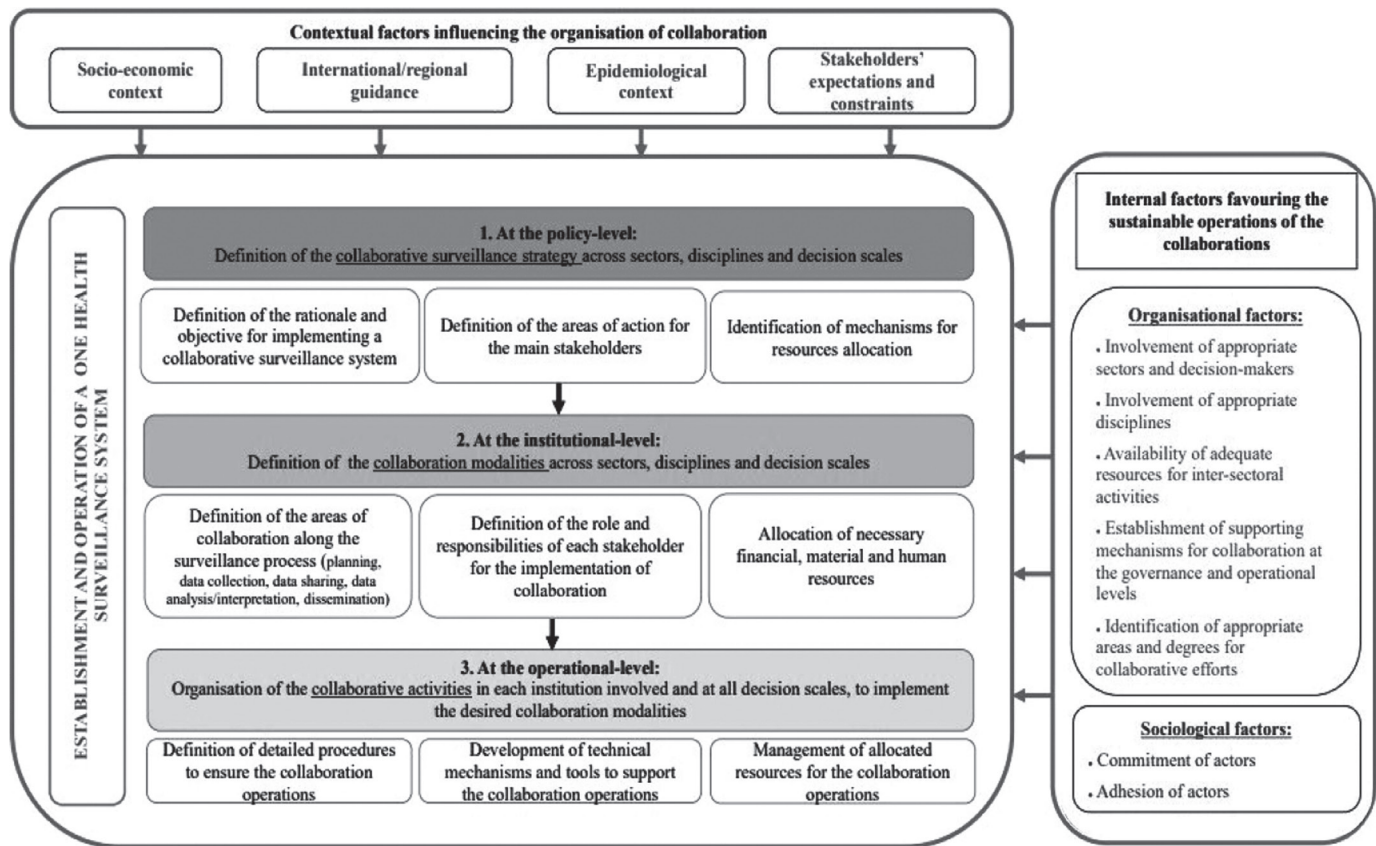 Contextual factors influencing the organisation of collaboration
Socio-economic
context
International/regional
guidance
Epidemiological
context
Stakeholders'
expectations and
constraints
ESTABLISHMENT AND OPERATION OF A ONE HEALTH
SURVEILLANCE SYSTEM
1. At the policy-level:
Definition of the collaborative surveillance strategy across sectors, disciplines and decision scales
Definition of the rationale and
objective for implementing a
collaborative surveillance system
Definition of the areas of action for
the main stakeholders
Identification of mechanisms for
resources allocation
2. At the institutional-level:
Definition of the collaboration modalities across sectors, disciplines and decision scales
Definition of the areas of
collaboration along the
surveillance process (planning,
data collection, data sharing, data
analysis/interpretation, dissemination)
Definition of the role and
responsibilities of each stakeholder
for the implementation of
collaboration
Allocation of necessary
financial, material and human
resources
3. At the operational-level:
Organisation of the collaborative activities in each institution involved and at all decision scales, to implement
the desired collaboration modalities
Definition of detailed procedures
to ensure the collaboration
operations
Development of technical
mechanisms and tools to support
the collaboration operations
Management of allocated
resources for the collaboration
operations
Internal factors favouring the
sustainable operations of the
collaborations
Organisational factors:
• Involvement of appropriate
sectors and decision-makers
• Involvement of appropriate
disciplines
• Availability of adequate
resources for inter-sectoral
activities
• Establishment of supporting
mechanisms for collaboration at
the governance and operational
levels
• Identification of appropriate
areas and degrees for
collaborative efforts
Sociological factors:
• Commitment of actors
• Adhesion of actors